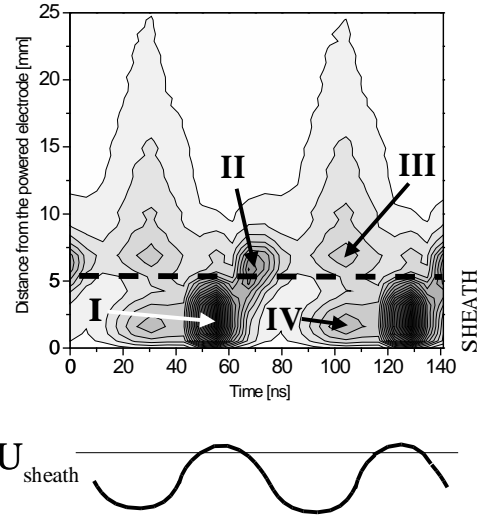 25
20
15
10
5
0
Distance from the powered electrode [mm]
II
III
I
IV
SHEATH
0 20 40 60 80 100 120 140
Time [ns]
U sheath